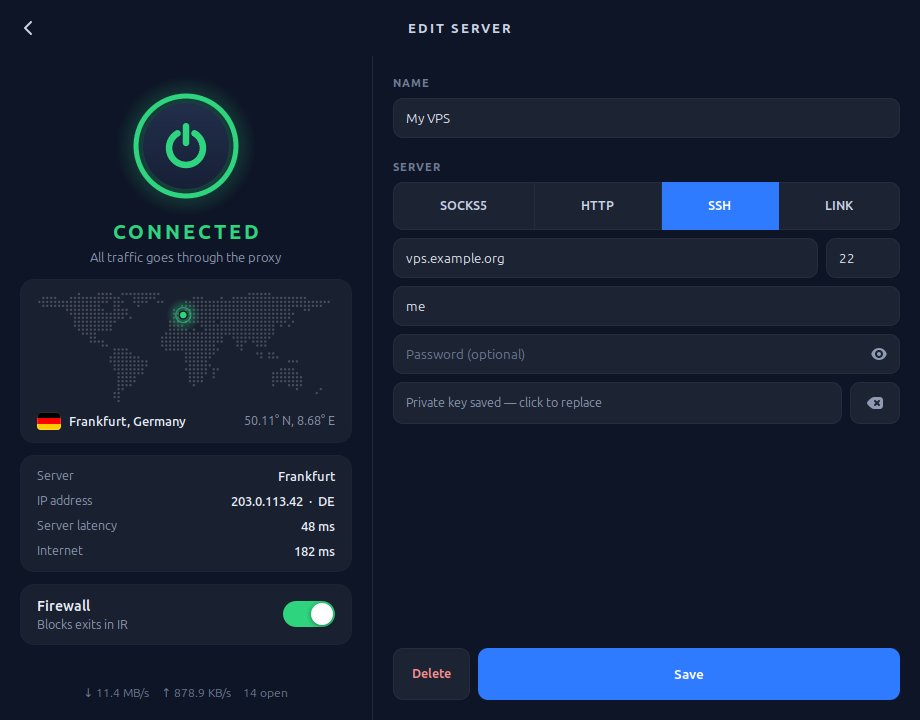 EDIT SERVER
CONNECTED
All traffic goes through the proxy
Frankfurt, Germany
50.11° N, 8.68° E
Server
Frankfurt
IP address
203.0.113.42 · DE
Server latency
48 ms
Internet
182 ms
Firewall
Blocks exits in IR
↓ 11.4 MB/s ↑ 878.9 KB/s 14 open
NAME
My VPS
SERVER
SOCKS5
HTTP
SSH
LINK
vps.example.org
22
me
Password (optional)
Private key saved — click to replace
Delete
Save